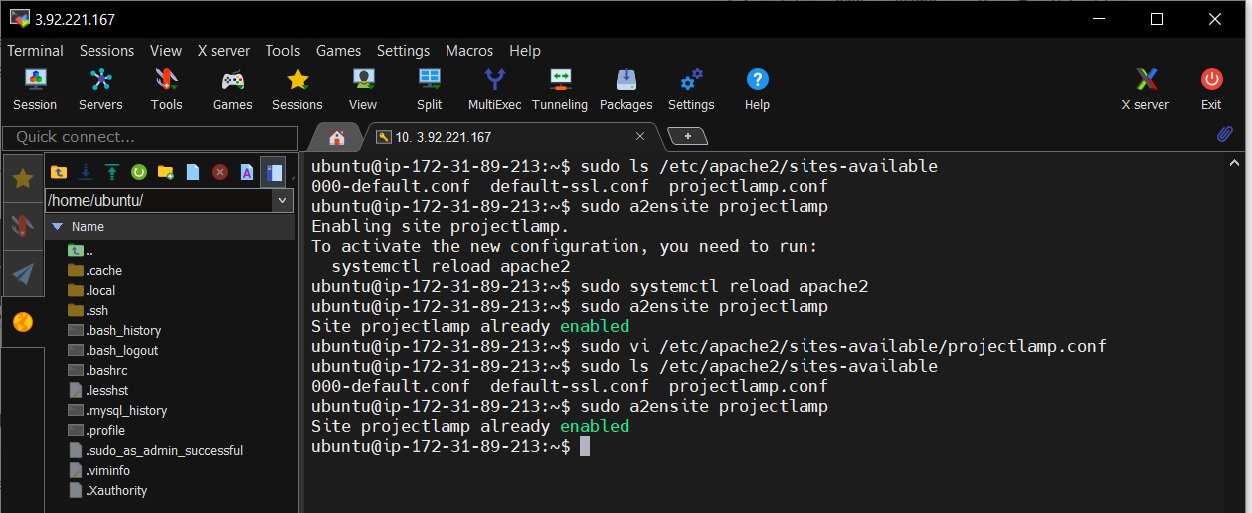 3.92.221.167
Terminal Sessions View X server Tools Games Settings Macros Help
Session Servers Tools Games Sessions View Split MultiExec Tunneling Packages Settings Help X server Exit
Quick connect...
10. 3.92.221.167
/home/ubuntu/
Name
..
.cache
.local
.ssh
.bash_history
.bash_logout
.bashrc
.lesshst
.mysql_history
.profile
.sudo_as_admin_successful
.viminfo
.Xauthority
ubuntu@ip-172-31-89-213:~$ sudo ls /etc/apache2/sites-available
000-default.conf  default-ssl.conf  projectlamp.conf
ubuntu@ip-172-31-89-213:~$ sudo a2ensite projectlamp
Enabling site projectlamp.
To activate the new configuration, you need to run:
  systemctl reload apache2
ubuntu@ip-172-31-89-213:~$ sudo systemctl reload apache2
ubuntu@ip-172-31-89-213:~$ sudo a2ensite projectlamp
Site projectlamp already enabled
ubuntu@ip-172-31-89-213:~$ sudo vi /etc/apache2/sites-available/projectlamp.conf
ubuntu@ip-172-31-89-213:~$ sudo ls /etc/apache2/sites-available
000-default.conf  default-ssl.conf  projectlamp.conf
ubuntu@ip-172-31-89-213:~$ sudo a2ensite projectlamp
Site projectlamp already enabled
ubuntu@ip-172-31-89-213:~$